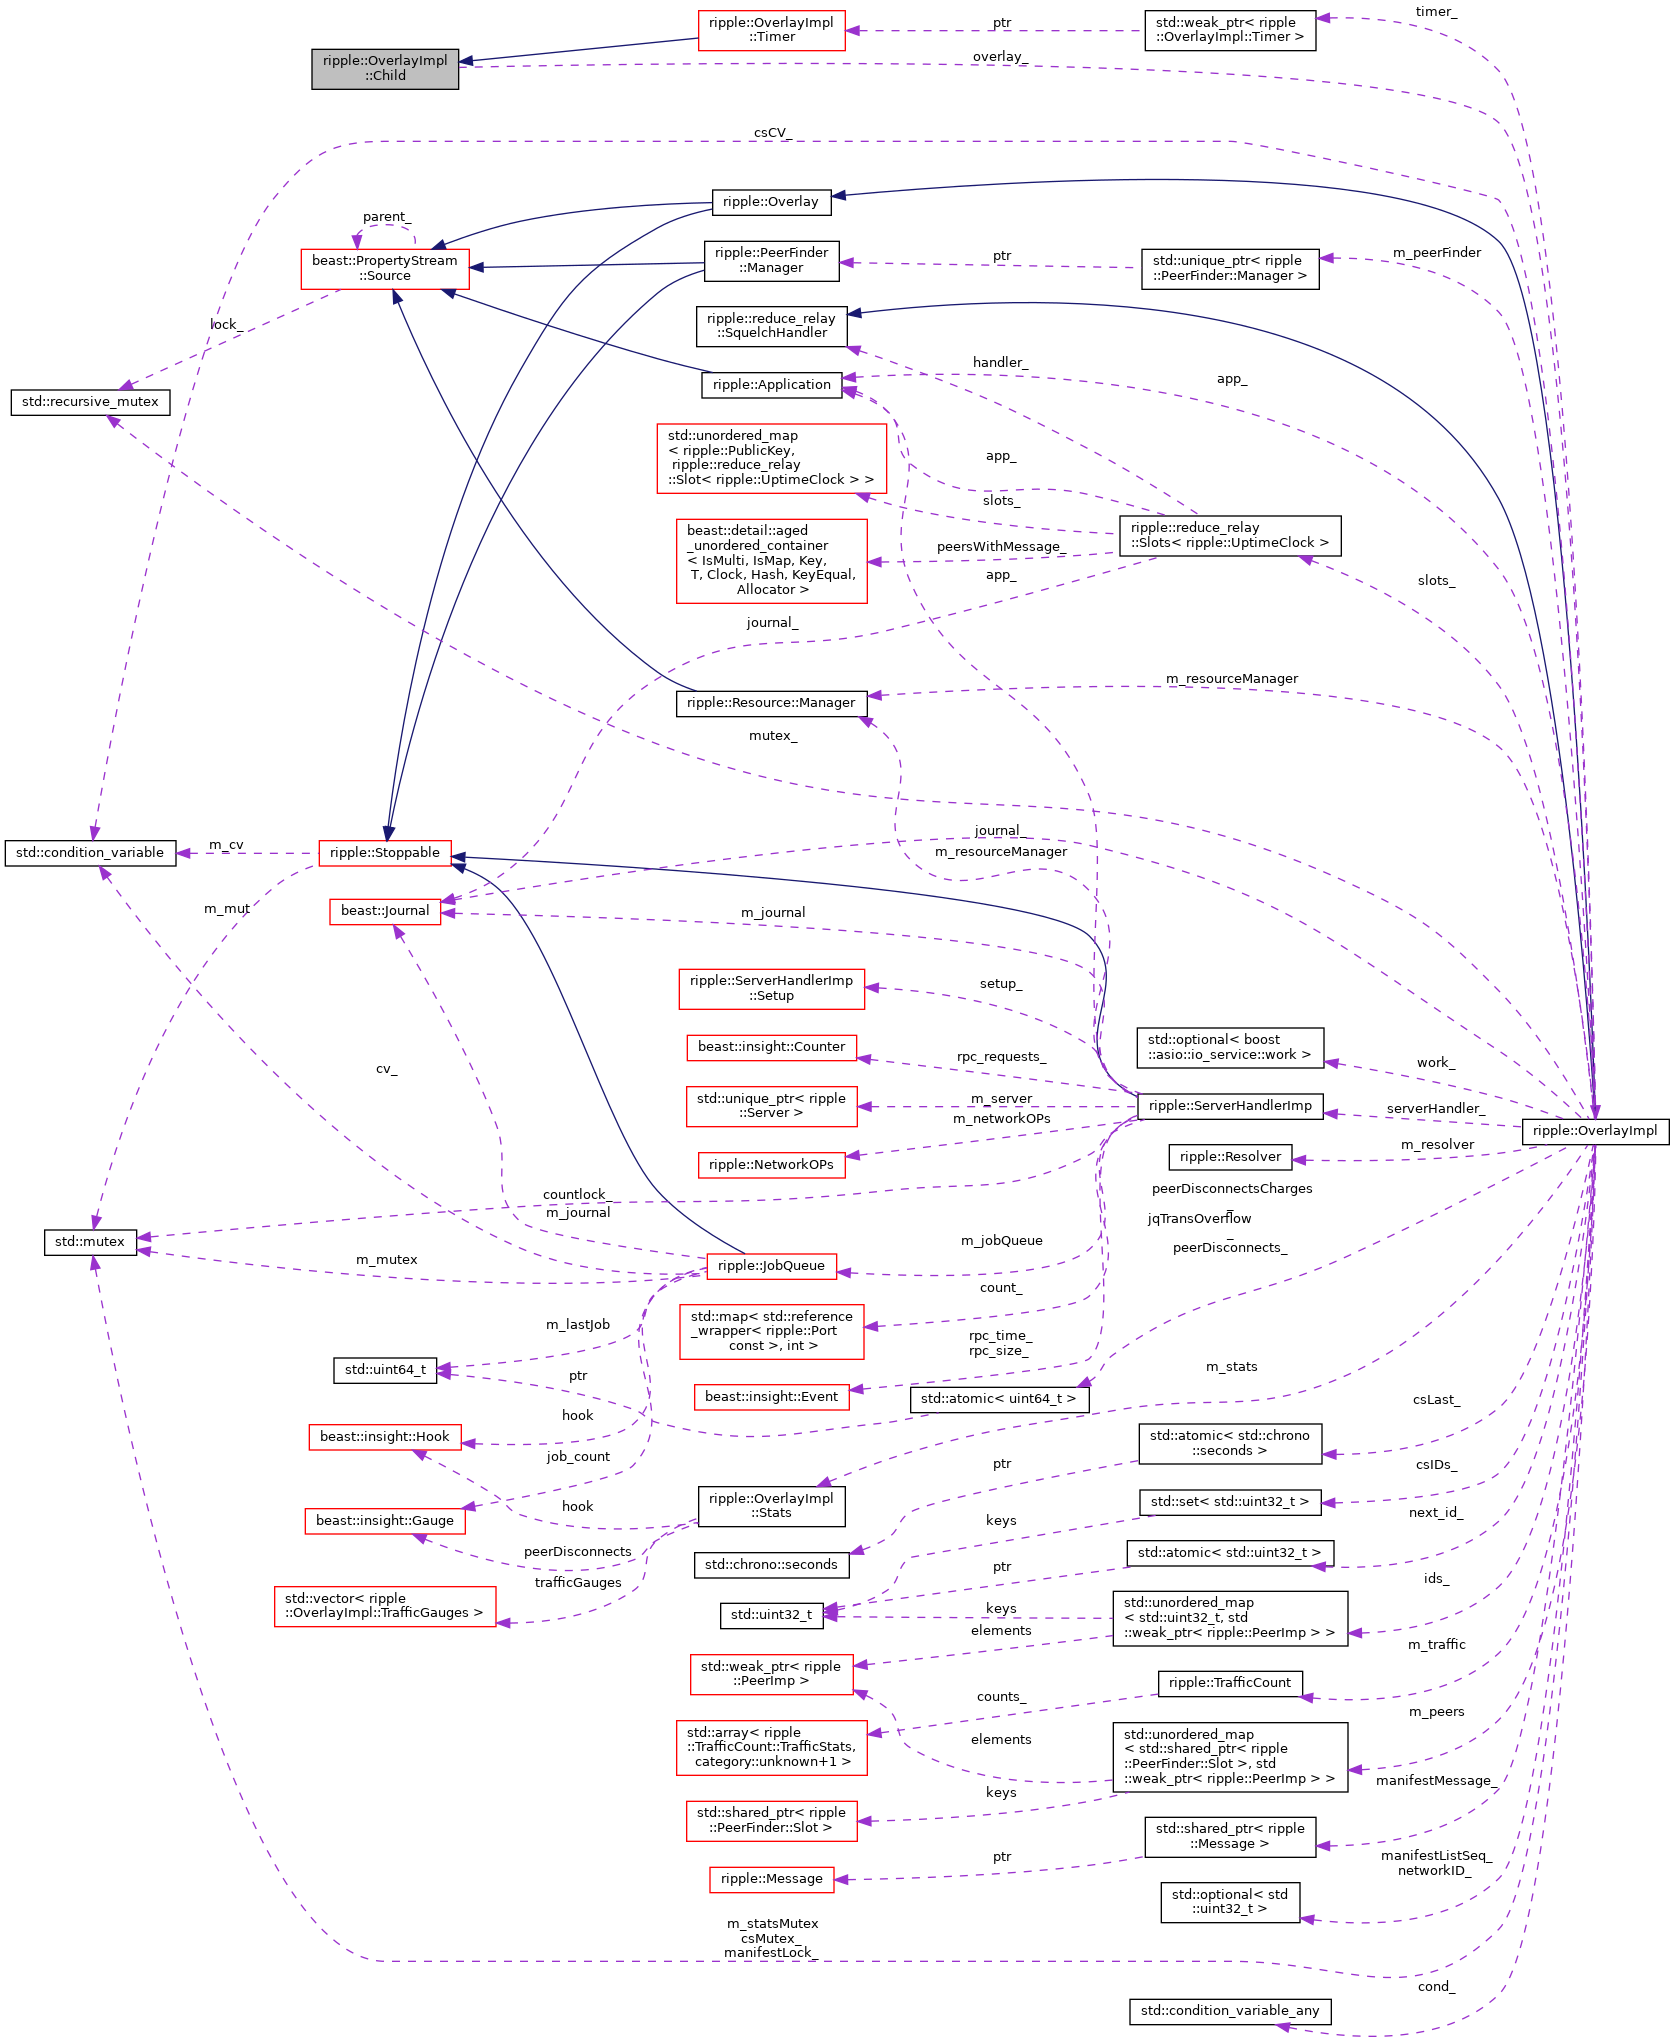 ripple::OverlayImpl
::Timer
ptr
std::weak_ptr< ripple
::OverlayImpl::Timer >
timer_
ripple::OverlayImpl
::Child
overlay_
csCV_
ripple::Overlay
parent_
beast::PropertyStream
::Source
ripple::PeerFinder
::Manager
ptr
std::unique_ptr< ripple
::PeerFinder::Manager >
m_peerFinder
lock_
ripple::reduce_relay
::SquelchHandler
handler_
app_
ripple::Application
std::recursive_mutex
std::unordered_map
< ripple::PublicKey,
ripple::reduce_relay
::Slot< ripple::UptimeClock > >
app_
slots_
ripple::reduce_relay
::Slots< ripple::UptimeClock >
beast::detail::aged
_unordered_container
< IsMulti, IsMap, Key,
T, Clock, Hash, KeyEqual,
Allocator >
peersWithMessage_
app_
slots_
journal_
m_resourceManager
ripple::Resource::Manager
mutex_
journal_
m_cv
std::condition_variable
ripple::Stoppable
m_resourceManager
m_mut
beast::Journal
m_journal
ripple::ServerHandlerImp
::Setup
setup_
beast::insight::Counter
rpc_requests_
std::optional< boost
::asio::io_service::work >
work_
cv_
std::unique_ptr< ripple
::Server >
m_server
m_networkOPs
ripple::ServerHandlerImp
serverHandler_
ripple::OverlayImpl
ripple::NetworkOPs
ripple::Resolver
m_resolver
countlock_
m_journal
peerDisconnectsCharges
_
jqTransOverflow
_
peerDisconnects_
std::mutex
m_mutex
ripple::JobQueue
m_jobQueue
count_
m_lastJob
std::map< std::reference
_wrapper< ripple::Port
const >, int >
rpc_time_
rpc_size_
std::uint64_t
ptr
m_stats
beast::insight::Event
std::atomic< uint64_t >
csLast_
hook
beast::insight::Hook
std::atomic< std::chrono
::seconds >
job_count
ptr
csIDs_
ripple::OverlayImpl
::Stats
std::set< std::uint32_t >
hook
beast::insight::Gauge
keys
next_id_
peerDisconnects
std::chrono::seconds
std::atomic< std::uint32_t >
ptr
trafficGauges
std::vector< ripple
::OverlayImpl::TrafficGauges >
ids_
std::uint32_t
keys
std::unordered_map
< std::uint32_t, std
::weak_ptr< ripple::PeerImp > >
elements
m_traffic
std::weak_ptr< ripple
::PeerImp >
ripple::TrafficCount
counts_
m_peers
std::array< ripple
::TrafficCount::TrafficStats,
category::unknown+1 >
elements
std::unordered_map
< std::shared_ptr< ripple
::PeerFinder::Slot >, std
::weak_ptr< ripple::PeerImp > >
manifestMessage_
keys
std::shared_ptr< ripple
::PeerFinder::Slot >
std::shared_ptr< ripple
::Message >
ptr
manifestListSeq_
networkID_
ripple::Message
std::optional< std
::uint32_t >
m_statsMutex
csMutex_
manifestLock_
cond_
std::condition_variable_any